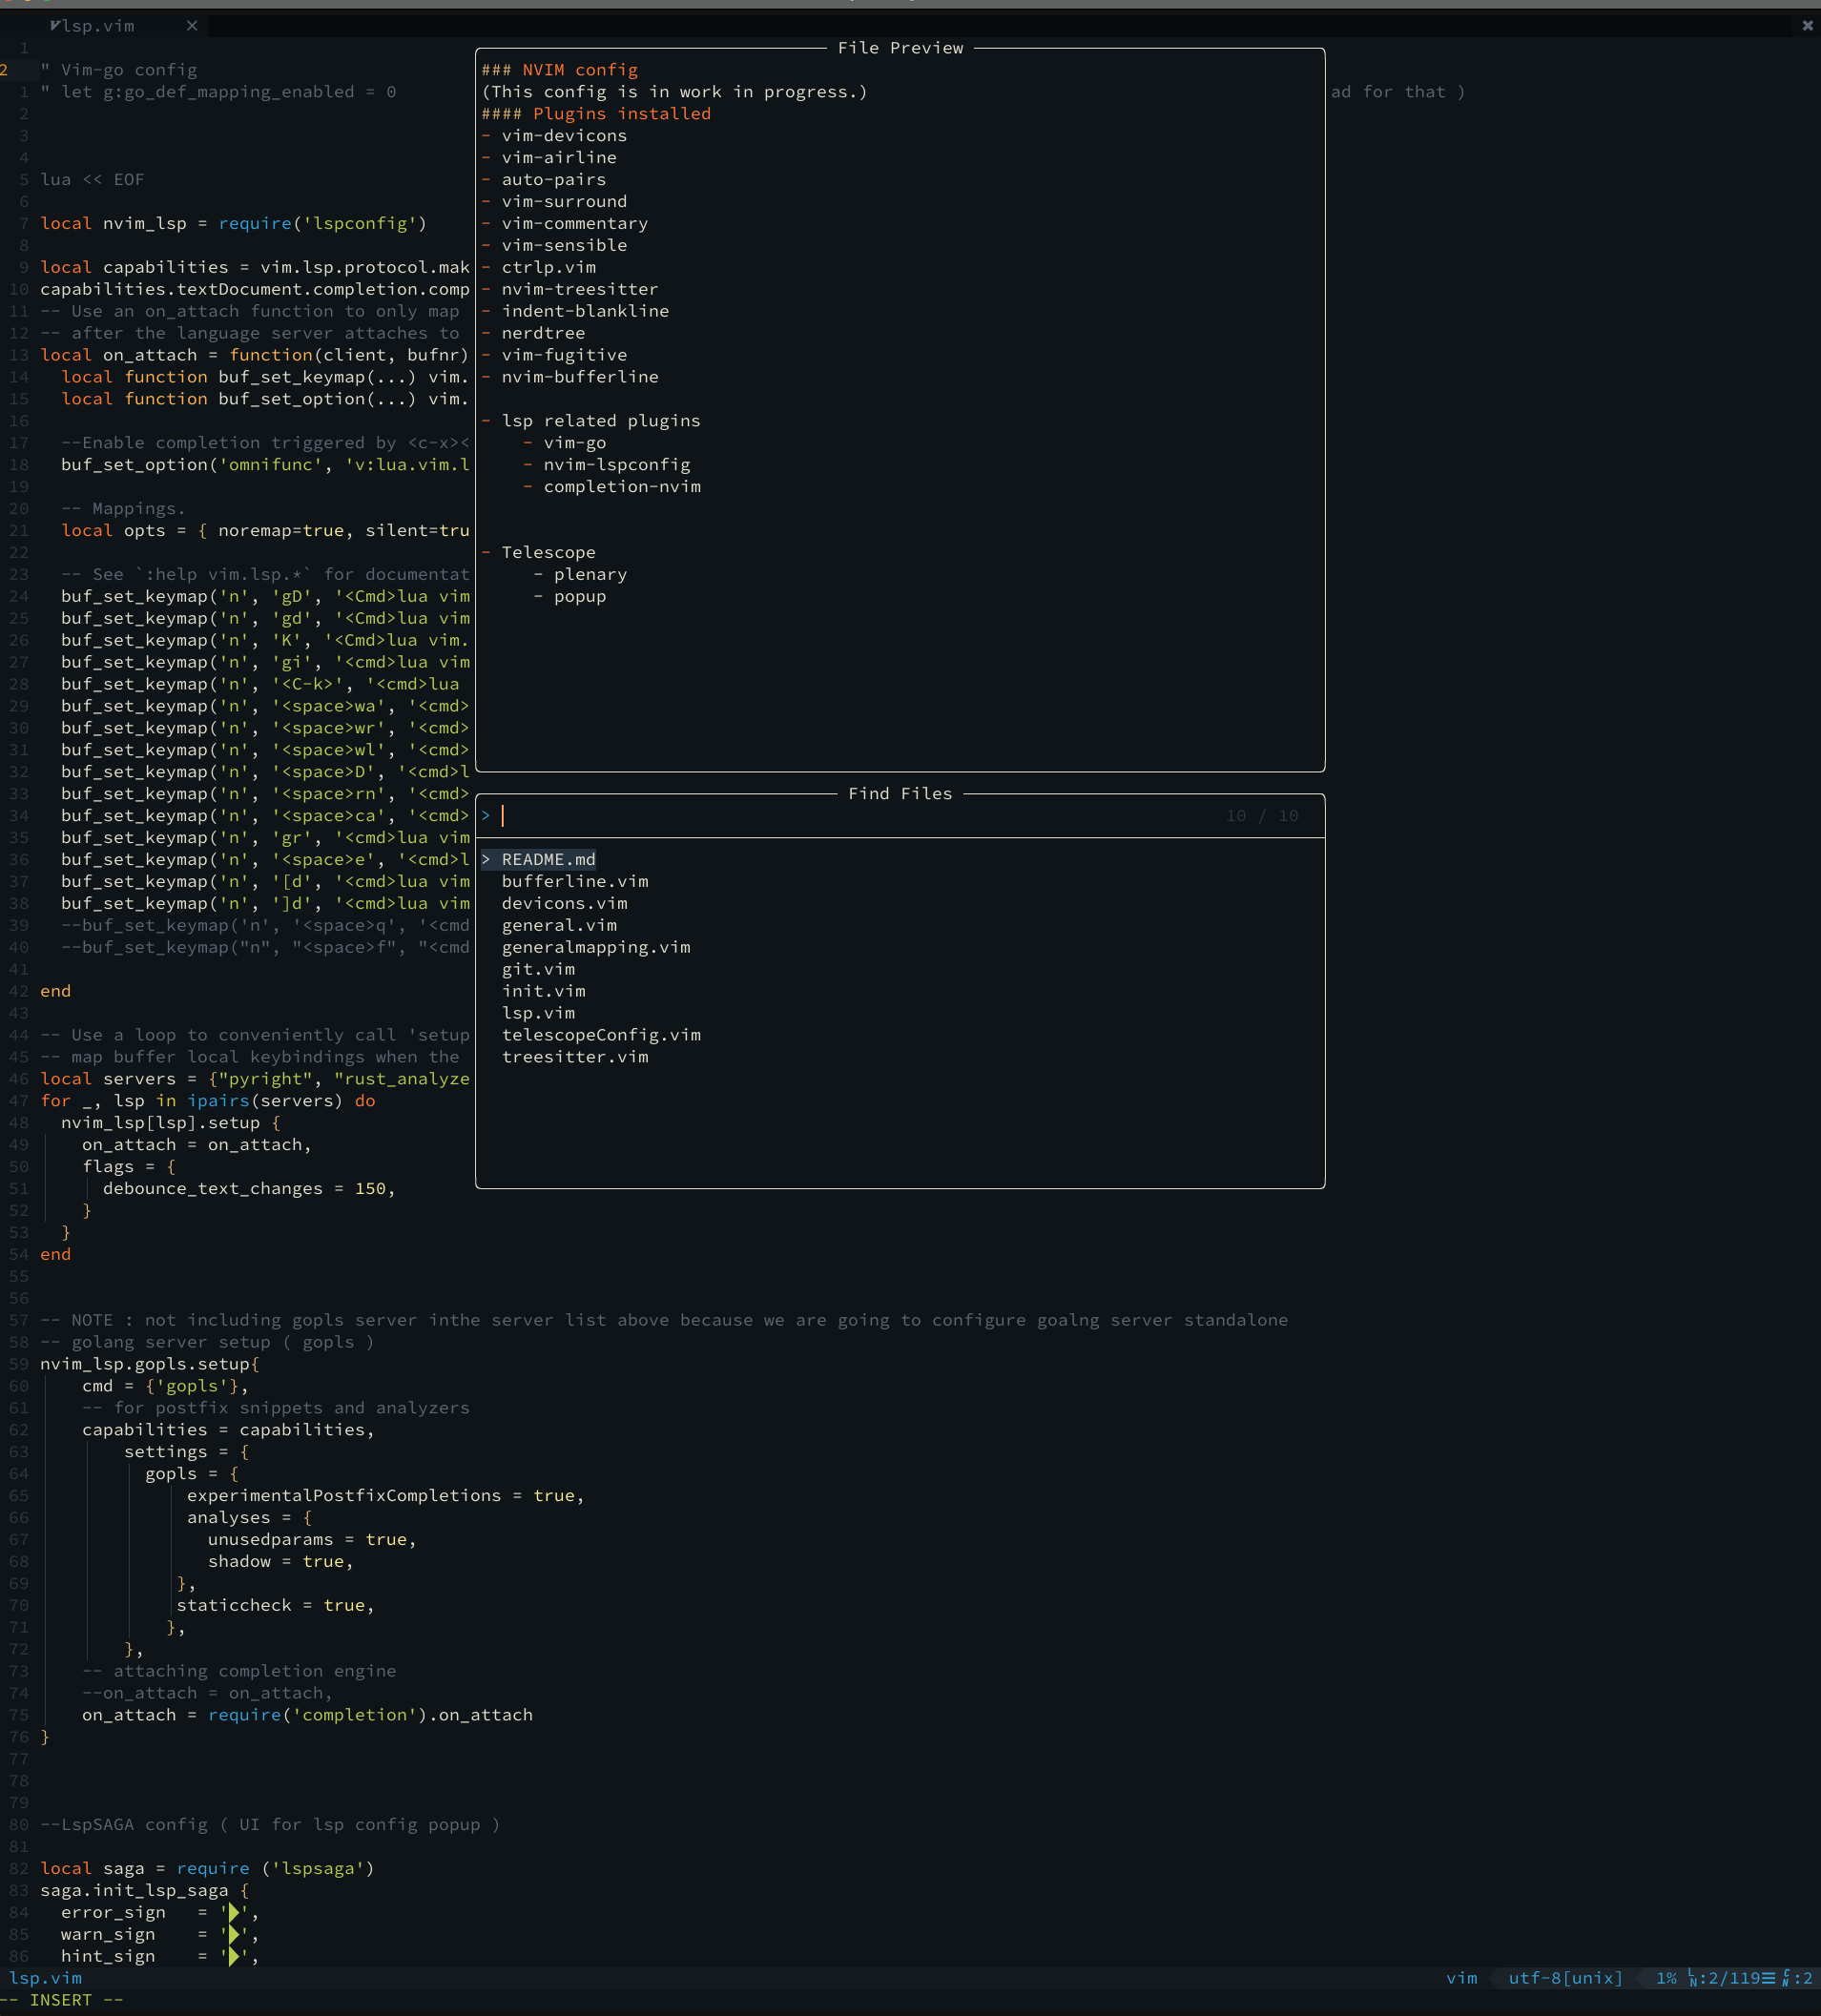 lsp.vim ×
✖
1
2 " Vim-go config
1 " let g:go_def_mapping_enabled = 0
ad for that )
2
3
4
5 lua << EOF
6
7 local nvim_lsp = require('lspconfig')
8
9 local capabilities = vim.lsp.protocol.mak
10 capabilities.textDocument.completion.comp
11 -- Use an on_attach function to only map
12 -- after the language server attaches to
13 local on_attach = function(client, bufnr)
14 local function buf_set_keymap(...) vim.
15 local function buf_set_option(...) vim.
16
17 --Enable completion triggered by <c-x><
18 buf_set_option('omnifunc', 'v:lua.vim.l
19
20 -- Mappings.
21 local opts = { noremap=true, silent=tru
22
23 -- See `:help vim.lsp.*` for documentat
24 buf_set_keymap('n', 'gD', '<Cmd>lua vim
25 buf_set_keymap('n', 'gd', '<Cmd>lua vim
26 buf_set_keymap('n', 'K', '<Cmd>lua vim.
27 buf_set_keymap('n', 'gi', '<cmd>lua vim
28 buf_set_keymap('n', '<C-k>', '<cmd>lua
29 buf_set_keymap('n', '<space>wa', '<cmd>
30 buf_set_keymap('n', '<space>wr', '<cmd>
31 buf_set_keymap('n', '<space>wl', '<cmd>
32 buf_set_keymap('n', '<space>D', '<cmd>l
33 buf_set_keymap('n', '<space>rn', '<cmd>
34 buf_set_keymap('n', '<space>ca', '<cmd>
35 buf_set_keymap('n', 'gr', '<cmd>lua vim
36 buf_set_keymap('n', '<space>e', '<cmd>l
37 buf_set_keymap('n', '[d', '<cmd>lua vim
38 buf_set_keymap('n', ']d', '<cmd>lua vim
39 --buf_set_keymap('n', '<space>q', '<cmd
40 --buf_set_keymap("n", "<space>f", "<cmd
41
42 end
43
44 -- Use a loop to conveniently call 'setup
45 -- map buffer local keybindings when the
46 local servers = {"pyright", "rust_analyze
47 for _, lsp in ipairs(servers) do
48 nvim_lsp[lsp].setup {
49 on_attach = on_attach,
50 flags = {
51 debounce_text_changes = 150,
52 }
53 }
54 end
55
56
57 -- NOTE : not including gopls server inthe server list above because we are going to configure goalng server standalone
58 -- golang server setup ( gopls )
59 nvim_lsp.gopls.setup{
60 cmd = {'gopls'},
61 -- for postfix snippets and analyzers
62 capabilities = capabilities,
63 settings = {
64 gopls = {
65 experimentalPostfixCompletions = true,
66 analyses = {
67 unusedparams = true,
68 shadow = true,
69 },
70 staticcheck = true,
71 },
72 },
73 -- attaching completion engine
74 --on_attach = on_attach,
75 on_attach = require('completion').on_attach
76 }
77
78
79
80 --LspSAGA config ( UI for lsp config popup )
81
82 local saga = require ('lspsaga')
83 saga.init_lsp_saga {
84 error_sign = '',
85 warn_sign = '',
86 hint_sign = '',
File Preview
### NVIM config
(This config is in work in progress.)
#### Plugins installed
- vim-devicons
- vim-airline
- auto-pairs
- vim-surround
- vim-commentary
- vim-sensible
- ctrlp.vim
- nvim-treesitter
- indent-blankline
- nerdtree
- vim-fugitive
- nvim-bufferline
- lsp related plugins
- vim-go
- nvim-lspconfig
- completion-nvim
- Telescope
- plenary
- popup
Find Files
>
10 / 10
> README.md
bufferline.vim
devicons.vim
general.vim
generalmapping.vim
git.vim
init.vim
lsp.vim
telescopeConfig.vim
treesitter.vim
lsp.vim
vim utf-8[unix] 1% LN:2/119☰ CN:2
-- INSERT --